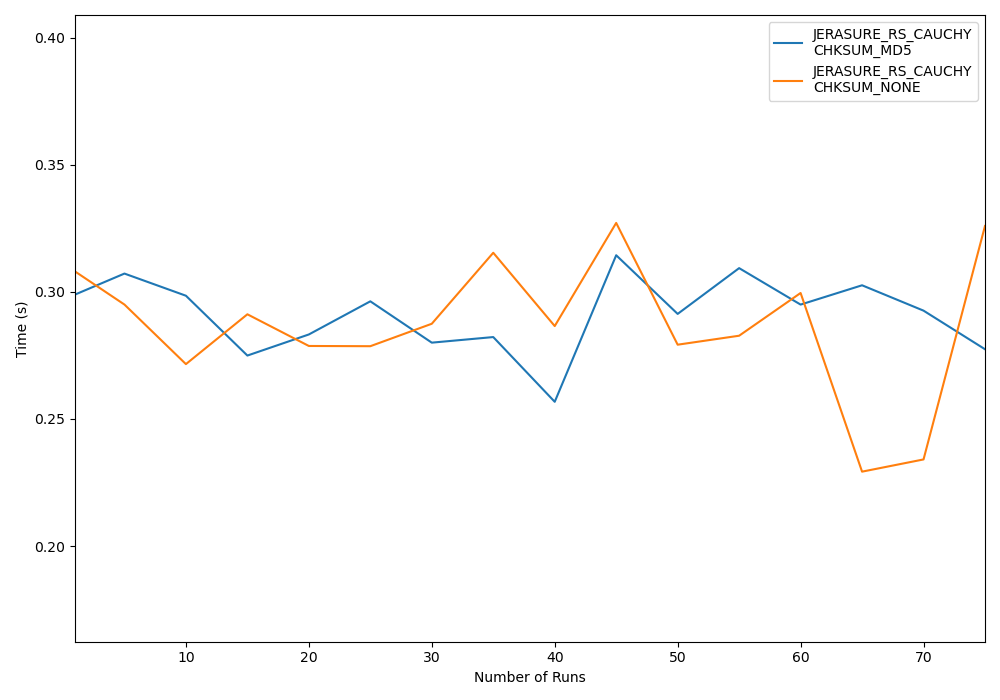 JERASURE_RS_CAUCHY
CHKSUM_MD5
JERASURE_RS_CAUCHY
CHKSUM_NONE
0.40
0.35
0.30
0.25
0.20
Time (s)
10 20 30 40 50 60 70
Number of Runs